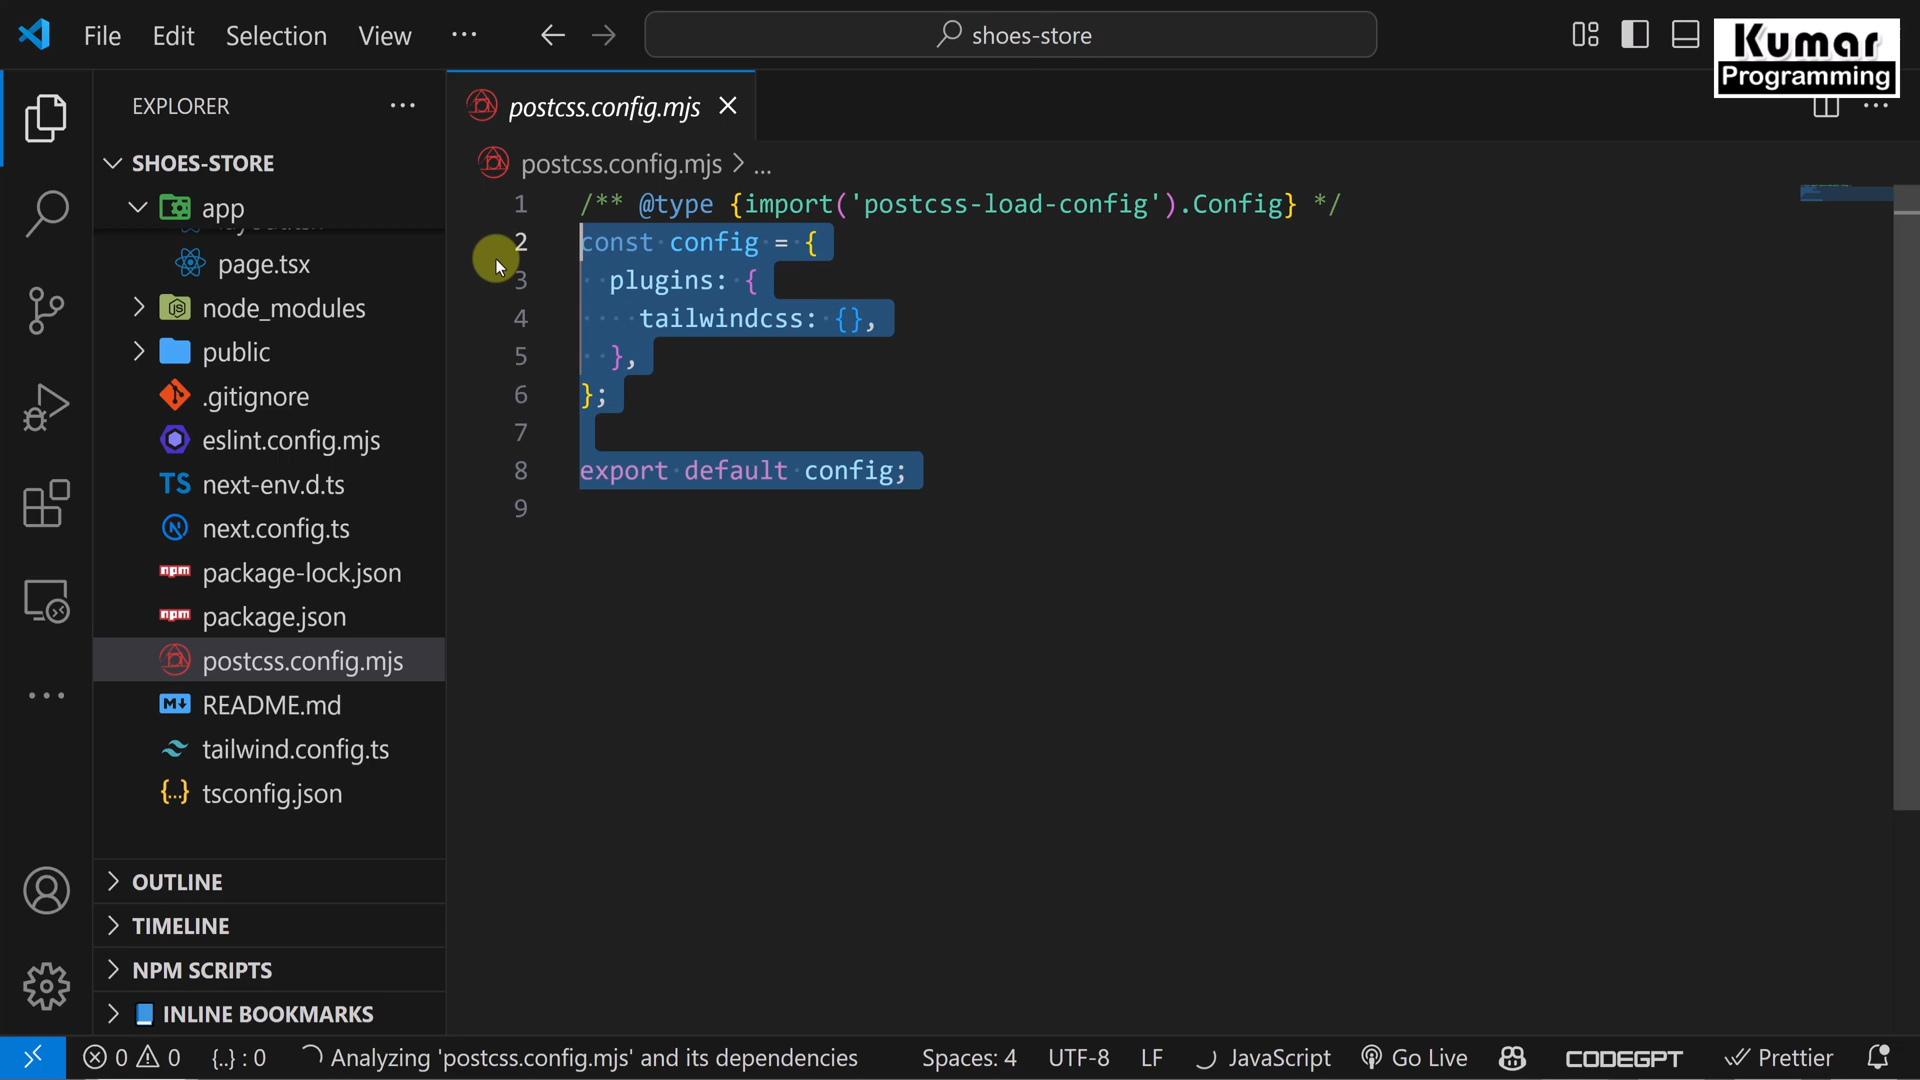 File Edit Selection View ...
shoes-store
Kumar
Programming
EXPLORER ...
SHOES-STORE
app
page.tsx
node_modules
public
.gitignore
eslint.config.mjs
TS next-env.d.ts
next.config.ts
npm package-lock.json
npm package.json
postcss.config.mjs
M README.md
tailwind.config.ts
{...} tsconfig.json
OUTLINE
TIMELINE
NPM SCRIPTS
INLINE BOOKMARKS
postcss.config.mjs
postcss.config.mjs > ...
1 /** @type {import('postcss-load-config').Config} */
2 const config = {
3 plugins: {
4 tailwindcss: {},
5 },
6 };
7
8 export default config;
9
0 0 {..} : 0 Analyzing 'postcss.config.mjs' and its dependencies Spaces: 4 UTF-8 LF JavaScript Go Live CODEGPT Prettier